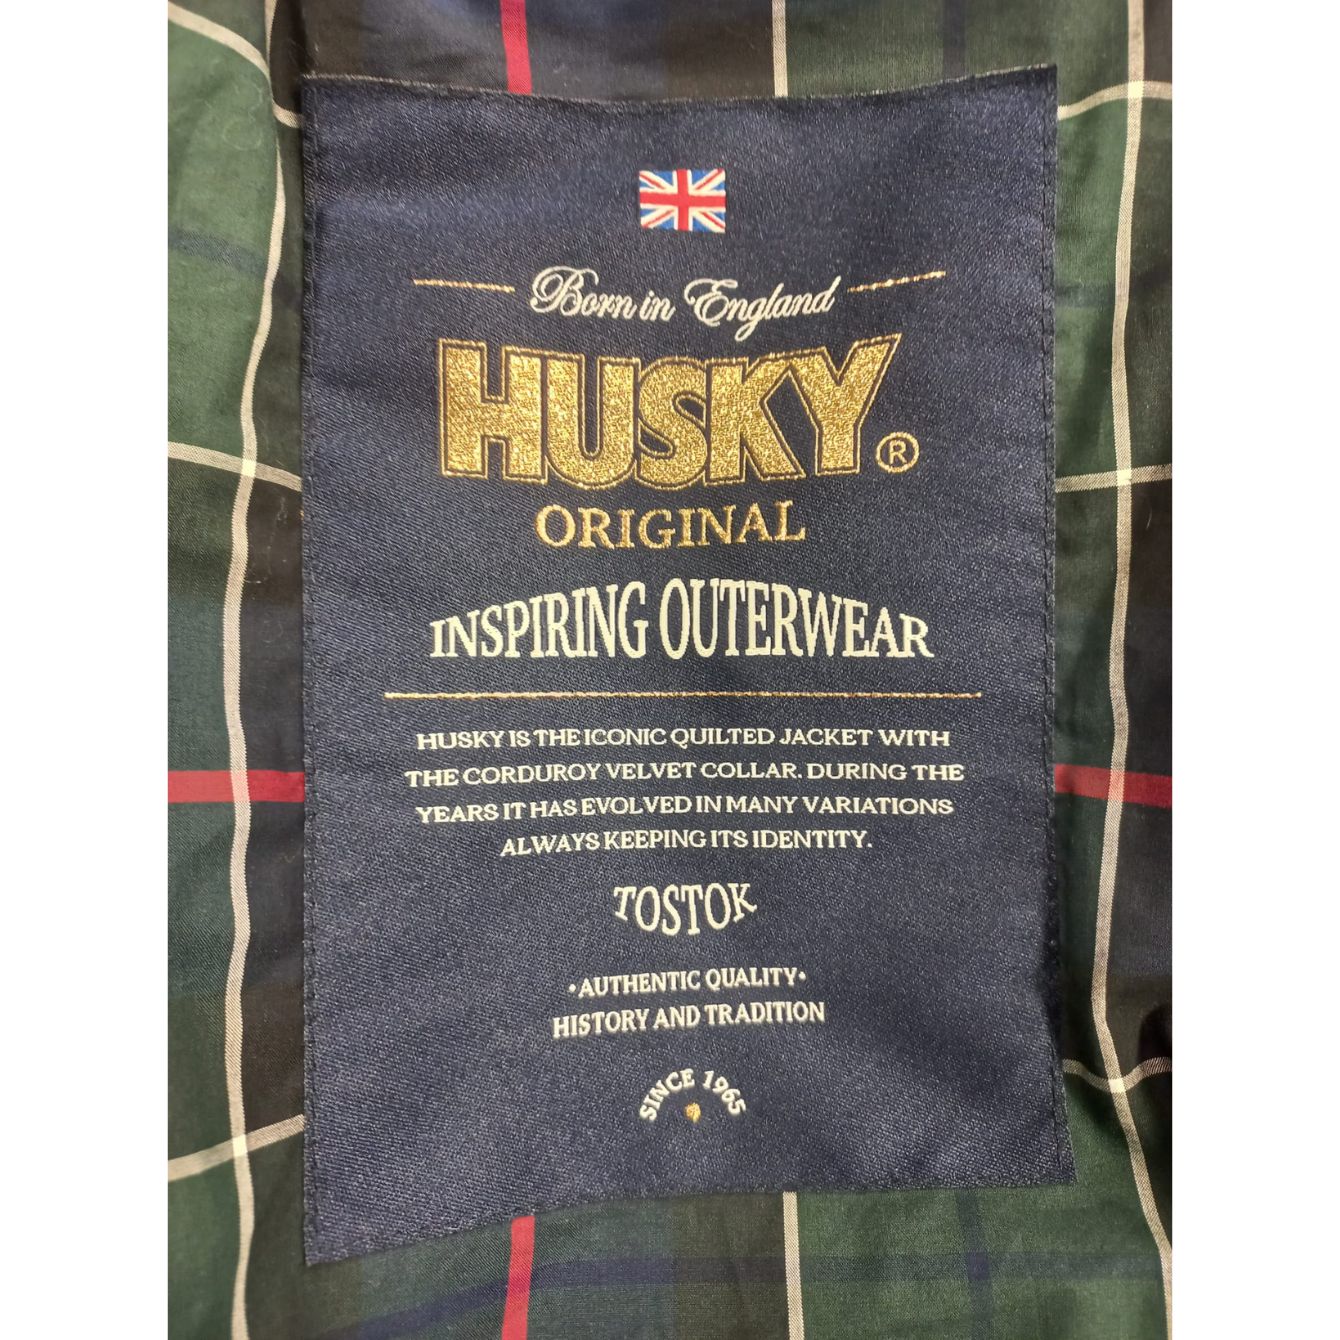 Born in England
HUSKY®
ORIGINAL
INSPIRING OUTERWEAR
HUSKY IS THE ICONIC QUILTED JACKET WITH
THE CORDUROY VELVET COLLAR. DURING THE
YEARS IT HAS EVOLVED IN MANY VARIATIONS
ALWAYS KEEPING ITS IDENTITY.
TOSTOK
•AUTHENTIC QUALITY•
HISTORY AND TRADITION
SINCE 1965